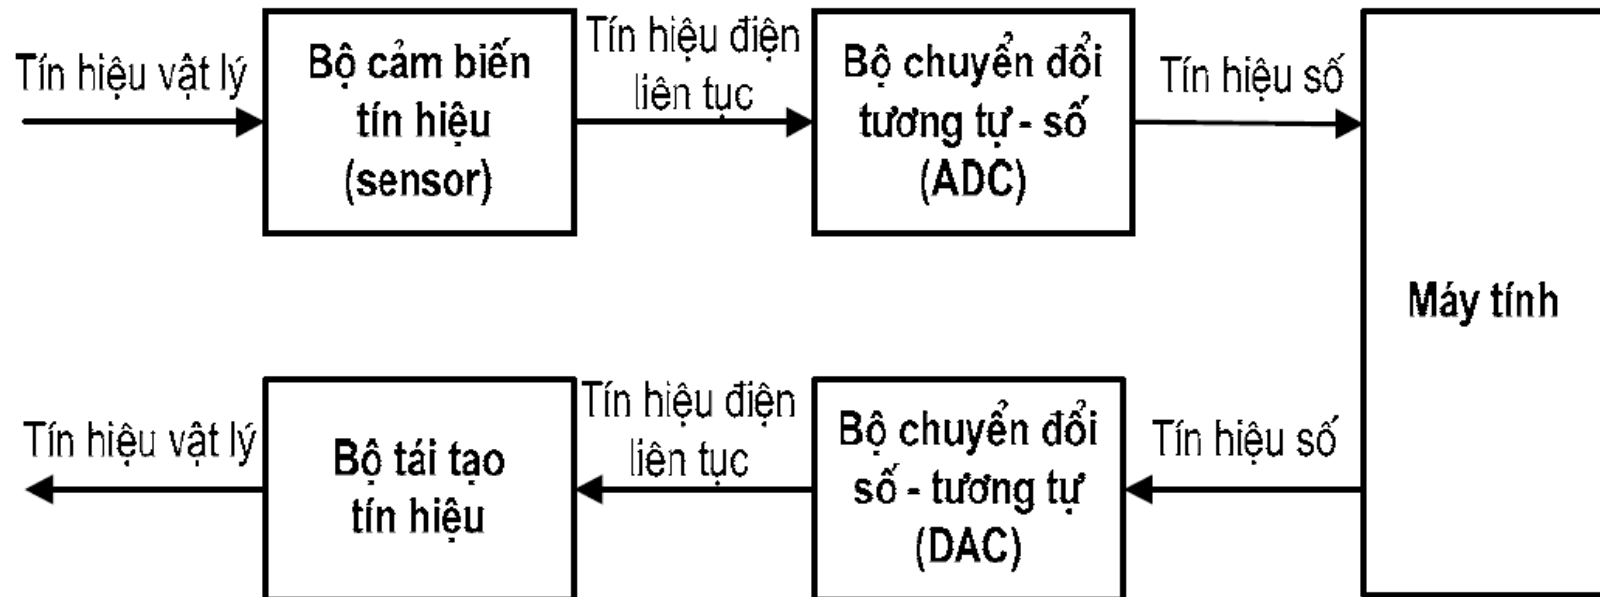 Tín hiệu vật lý
Bộ cảm biến
tín hiệu
(sensor)
Tín hiệu điện
liên tục
Bộ chuyển đổi
tương tự - số
(ADC)
Tín hiệu số
Máy tính
Tín hiệu vật lý
Bộ tái tạo
tín hiệu
Tín hiệu điện
liên tục
Bộ chuyển đổi
số - tương tự
(DAC)
Tín hiệu số